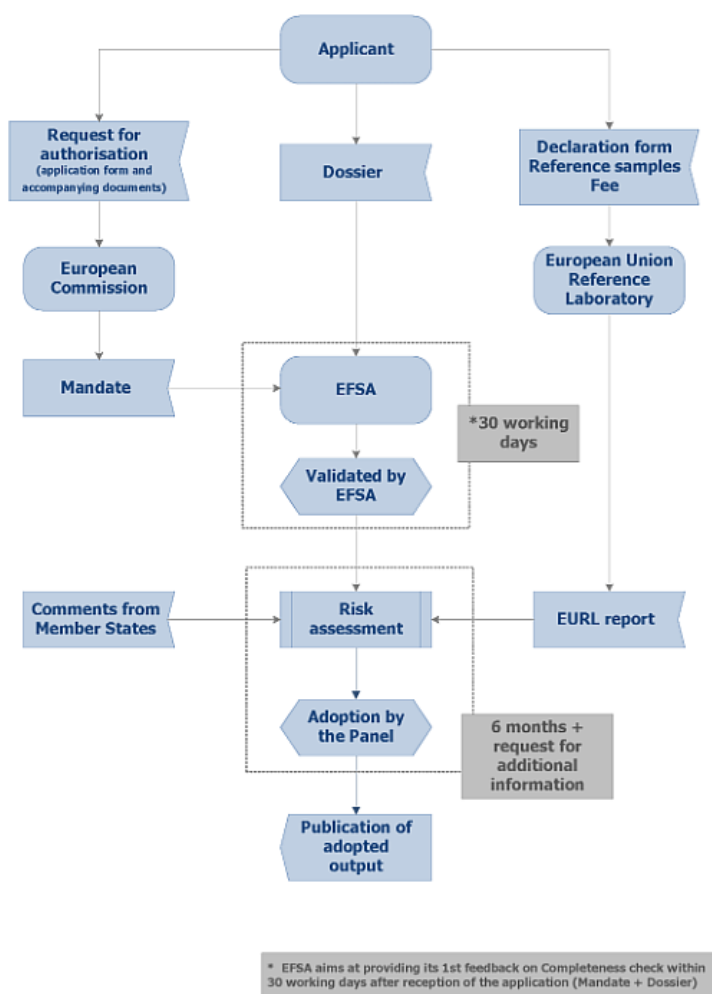 Applicant
Request for
authorisation
(application form and
accompanying documents)
Dossier
Declaration form
Reference samples
Fee
European
Commission
European Union
Reference
Laboratory
Mandate
EFSA
*30 working
days
Validated by
EFSA
Comments from
Member States
Risk
assessment
EURL report
Adoption by
the Panel
6 months +
request for
additional
information
Publication of
adopted
output
* EFSA aims at providing its 1st feedback on Completeness check within
30 working days after reception of the application (Mandate + Dossier)